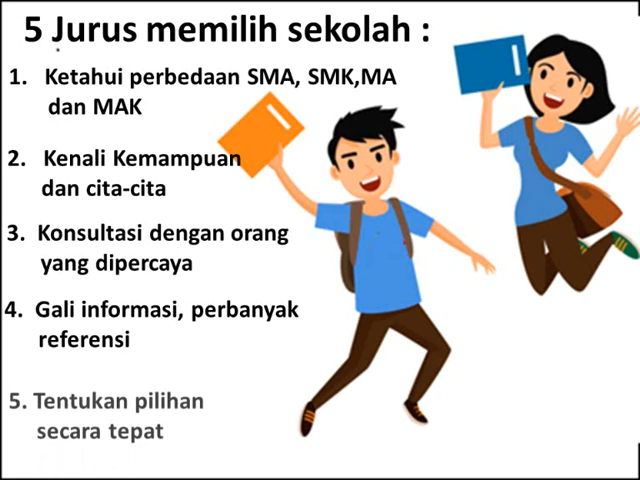 5 Jurus memilih sekolah :
1. Ketahui perbedaan SMA, SMK,MA
dan MAK
2. Kenali Kemampuan
dan cita-cita
3. Konsultasi dengan orang
yang dipercaya
4. Gali informasi, perbanyak
referensi
5. Tentukan pilihan
secara tepat